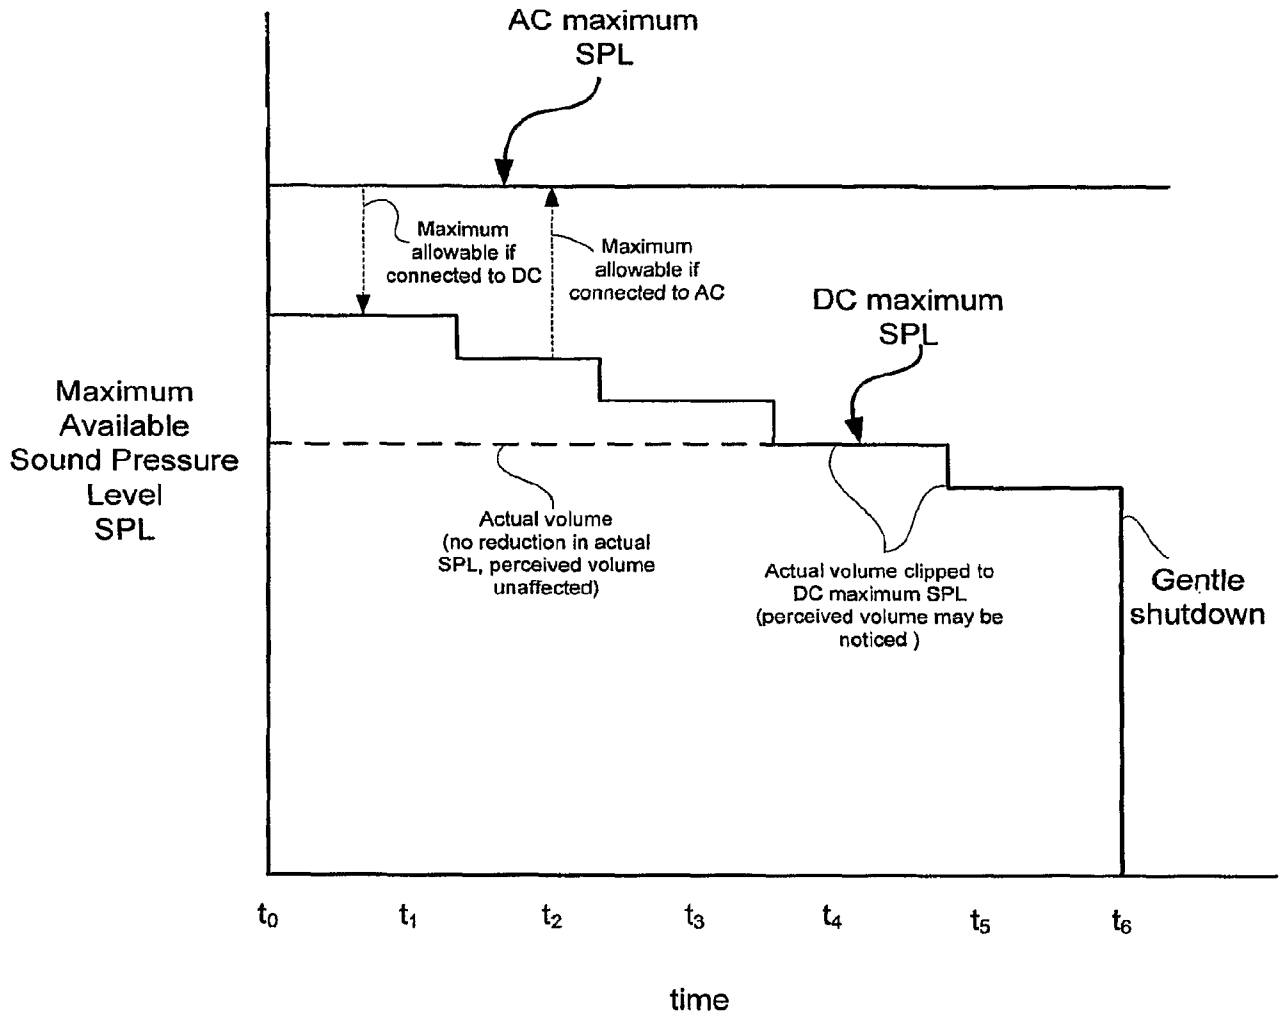 AC maximum
SPL
Maximum
allowable if
connected to DC
Maximum
allowable if
connected to AC
DC maximum
SPL
Maximum
Available
Sound Pressure
Level
SPL
Actual volume
(no reduction in actual
SPL, perceived volume
unaffected)
Actual volume clipped to
DC maximum SPL
(perceived volume may be
noticed )
Gentle
shutdown
t0 t1 t2 t3 t4 t5 t6
time